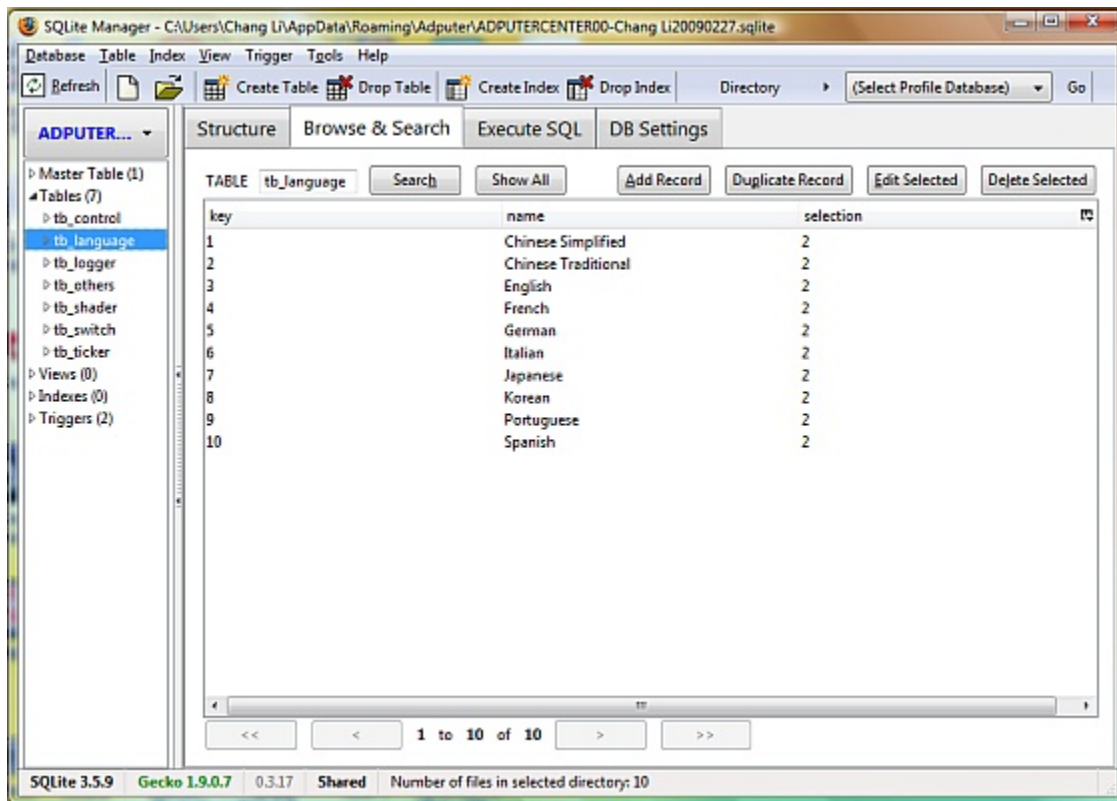 SQLite Manager - C:\Users\Chang Li\AppData\Roaming\Adputer\ADPUTERCENTER00-Chang Li20090227.sqlite
Database Table Index View Trigger Tools Help
Refresh Create Table Drop Table Create Index Drop Index Directory (Select Profile Database) Go
ADPUTER... Structure Browse & Search Execute SQL DB Settings
Master Table (1)
Tables (7)
tb_control
tb_language
tb_logger
tb_others
tb_shader
tb_switch
tb_ticker
Views (0)
Indexes (0)
Triggers (2)
TABLE tb_language Search Show All Add Record Duplicate Record Edit Selected Delete Selected
key name selection
1 Chinese Simplified 2
2 Chinese Traditional 2
3 English 2
4 French 2
5 German 2
6 Italian 2
7 Japanese 2
8 Korean 2
9 Portuguese 2
10 Spanish 2
<< < 1 to 10 of 10 > >>
SQLite 3.5.9 Gecko 1.9.0.7 0.3.17 Shared Number of files in selected directory: 10